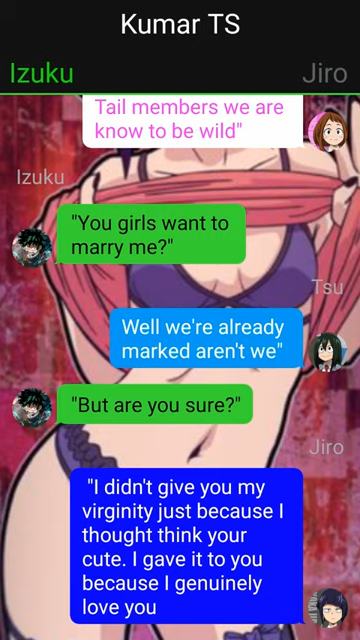 Kumar TS
Izuku
Jiro
Tail members we are
know to be wild"
Izuku
"You girls want to
marry me?"
Tsu
Well we're already
marked aren't we"
"But are you sure?"
Jiro
"I didn't give you my
virginity just because I
thought think your
cute. I gave it to you
because I genuinely
love you